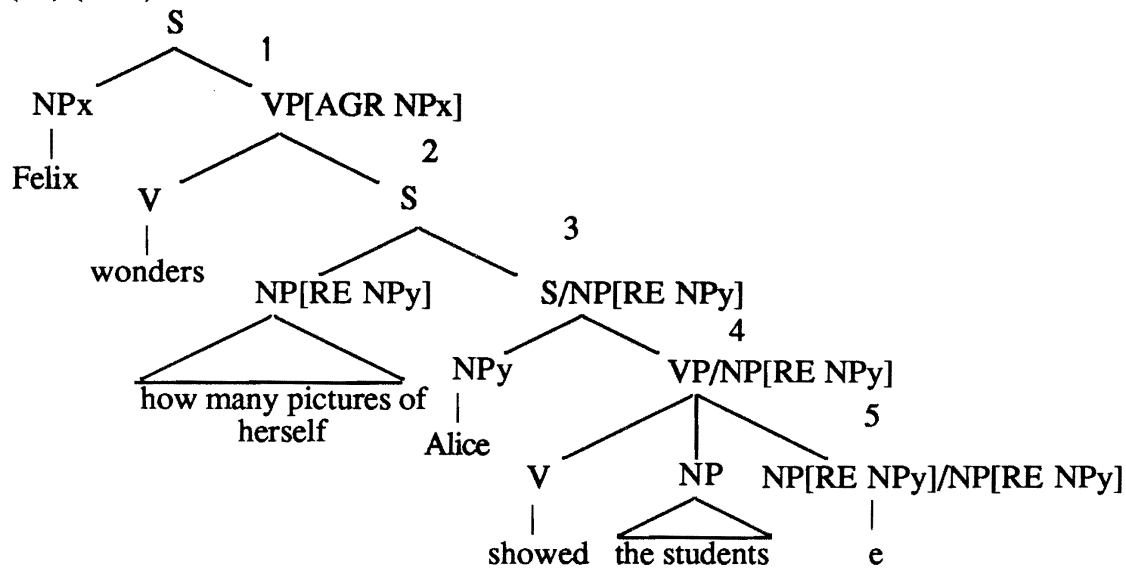 S
1
NPx VP[AGR NPx]
2
Felix V S
3
wonders
NP[RE NPy] S/NP[RE NPy]
4
NPy VP/NP[RE NPy]
how many pictures of
herself
5
Alice
V NP NP[RE NPy]/NP[RE NPy]
showed the students e